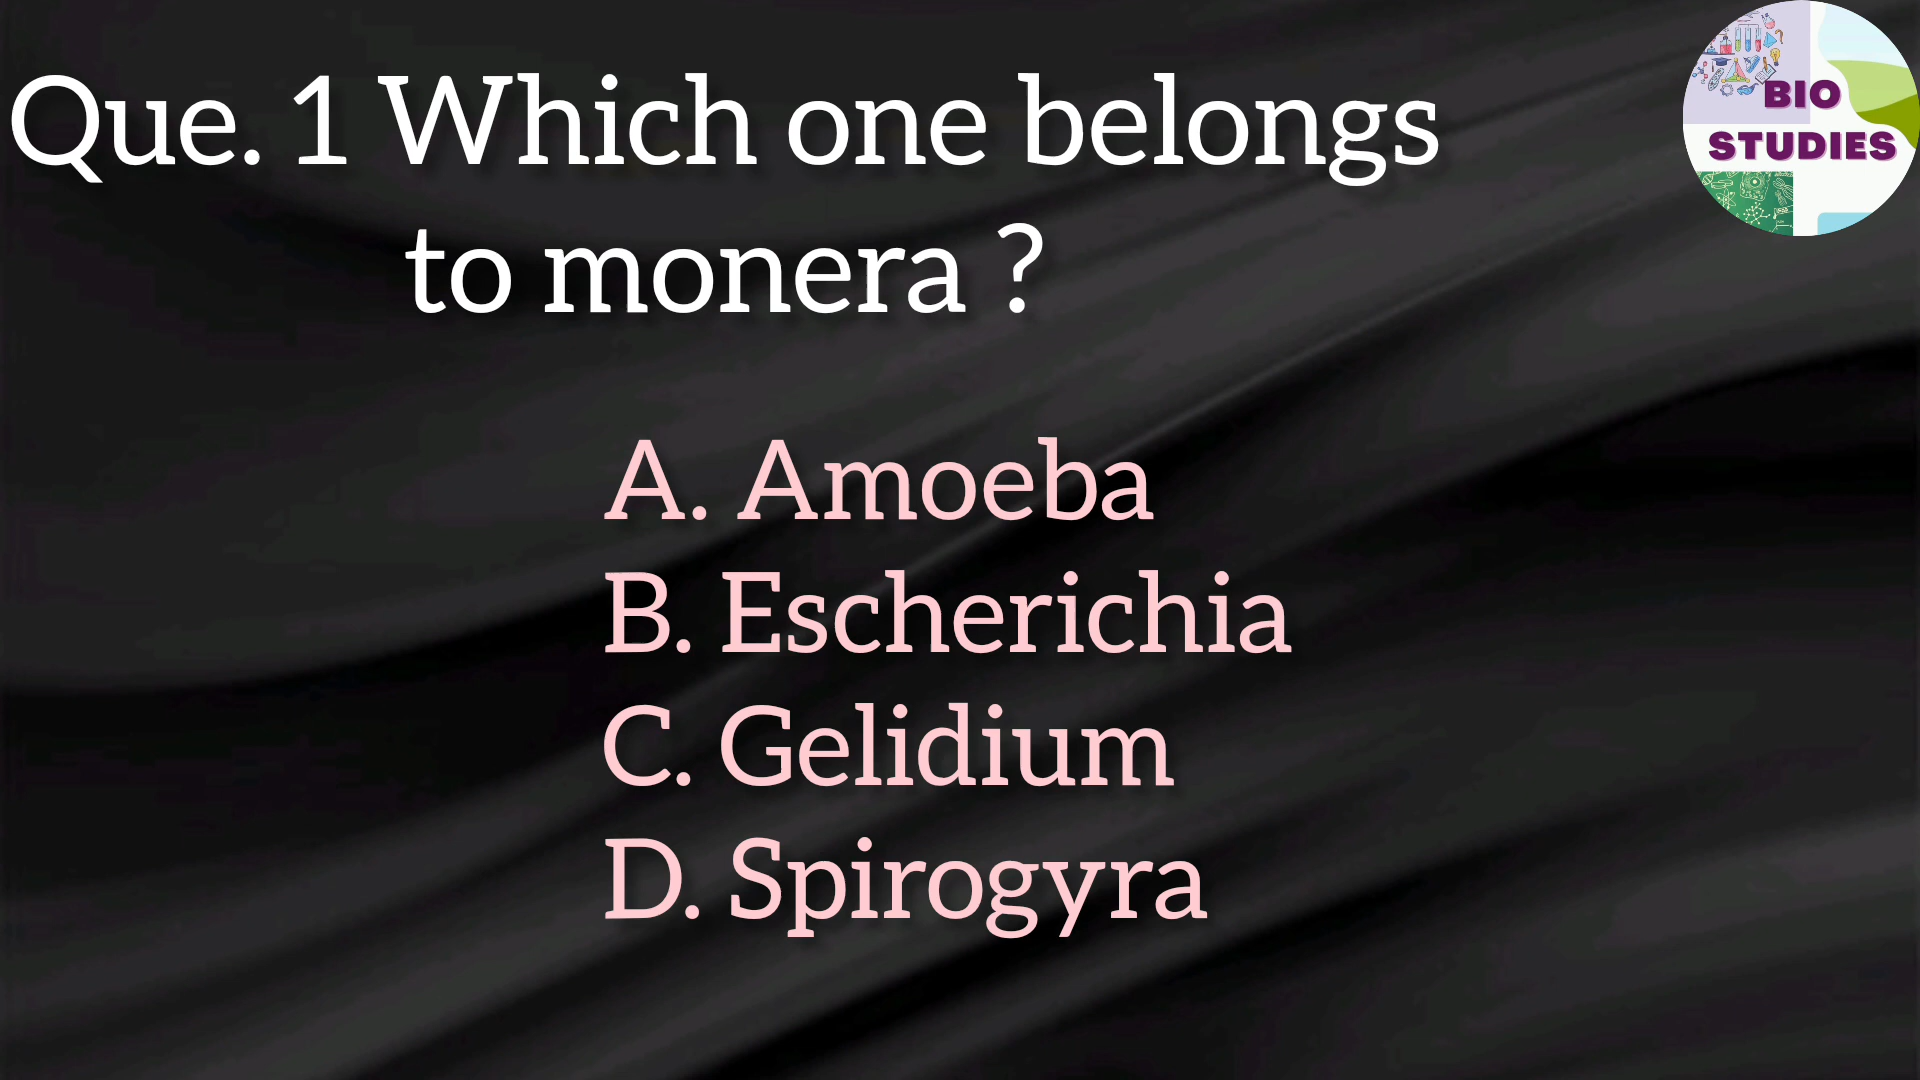 Que. 1 Which one belongs
to monera ?
A. Amoeba
B. Escherichia
C. Gelidium
D. Spirogyra
BIO
STUDIES